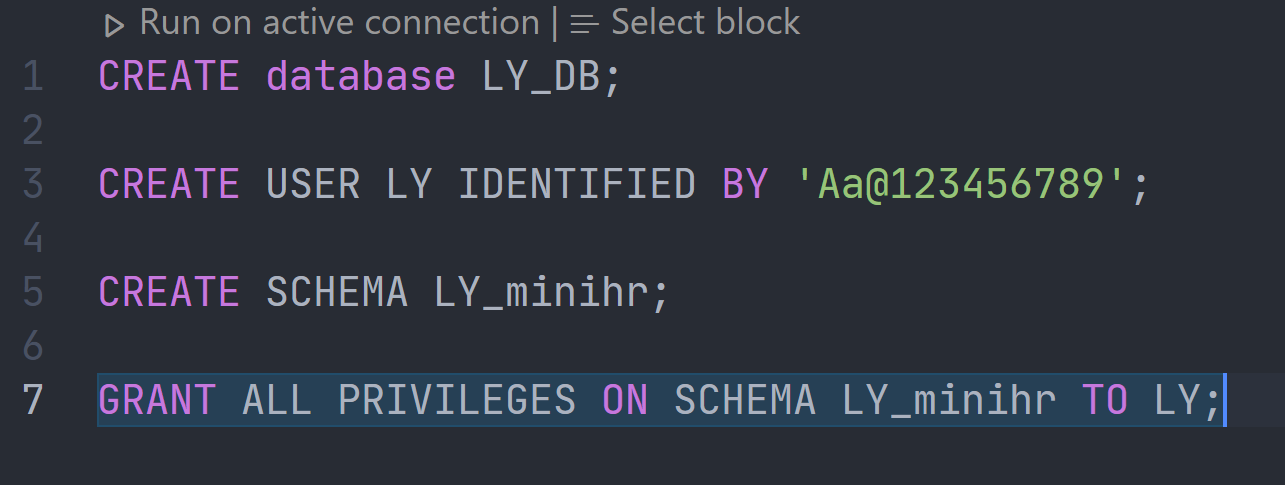 Run on active connection | Select block
1 CREATE database LY_DB;
2
3 CREATE USER LY IDENTIFIED BY 'Aa@123456789';
4
5 CREATE SCHEMA LY_minihr;
6
7 GRANT ALL PRIVILEGES ON SCHEMA LY_minihr TO LY;